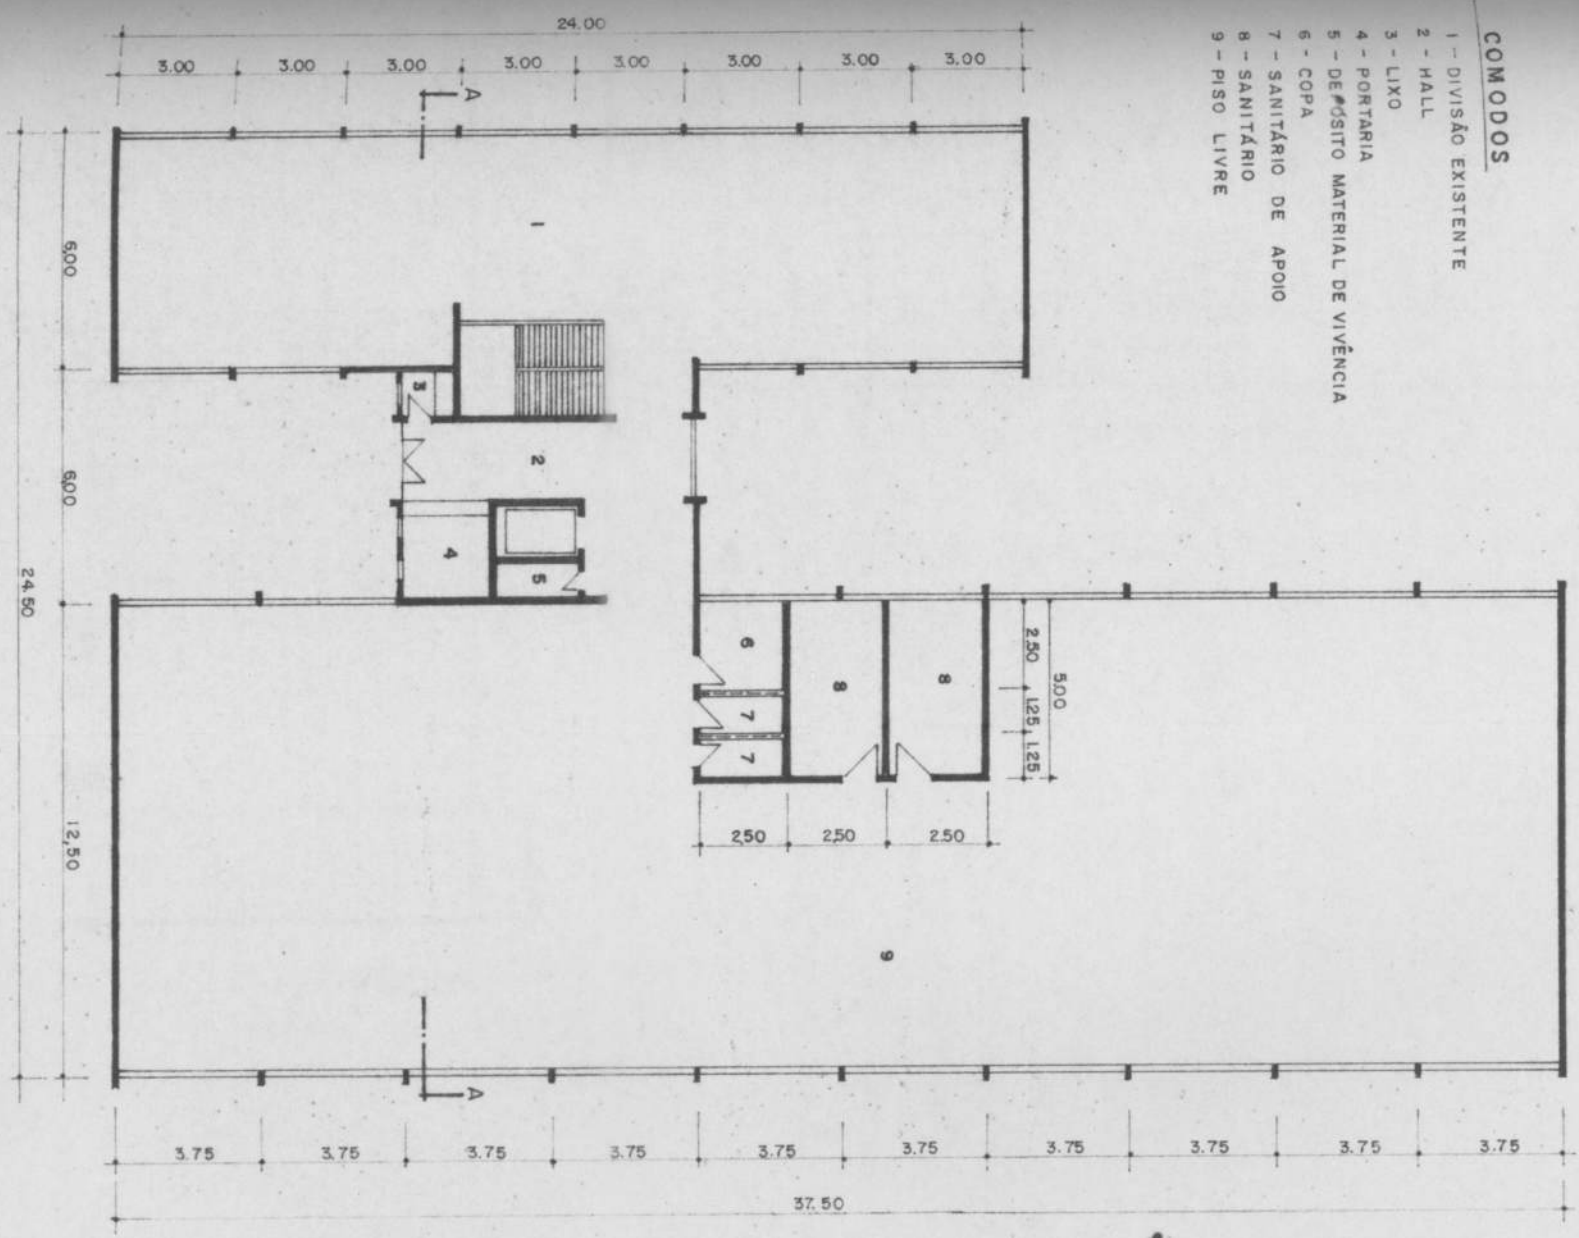 COMODOS
1 - DIVISÃO EXISTENTE
2 - HALL
3 - LIXO
4 - PORTARIA
5 - DEPÓSITO MATERIAL DE VIVÊNCIA
6 - COPA
7 - SANITÁRIO DE APOIO
8 - SANITÁRIO
9 - PISO LIVRE
24.00
3.00 3.00 3.00 3.00 3.00 3.00 3.00 3.00
A
1
6,00
3
2
6,00
4
5
24.50
6
8
8
2,50
5,00
7
1,25
7
1,25
2,50 2,50 2.50
12,50
9
A
3.75 3.75 3.75 3.75 3.75 3.75 3.75 3.75 3.75 3.75
37.50